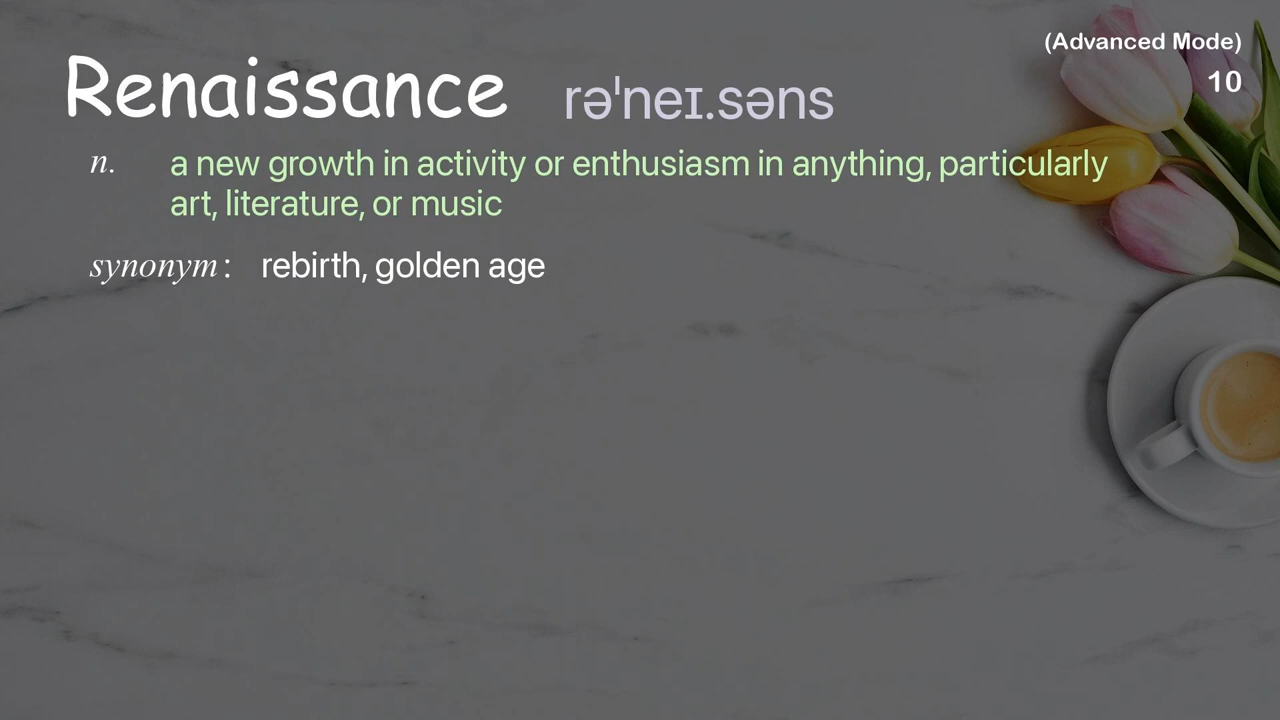 (Advanced Mode)
10
Renaissance rəˈneɪ.səns
n. a new growth in activity or enthusiasm in anything, particularly
art, literature, or music
synonym: rebirth, golden age